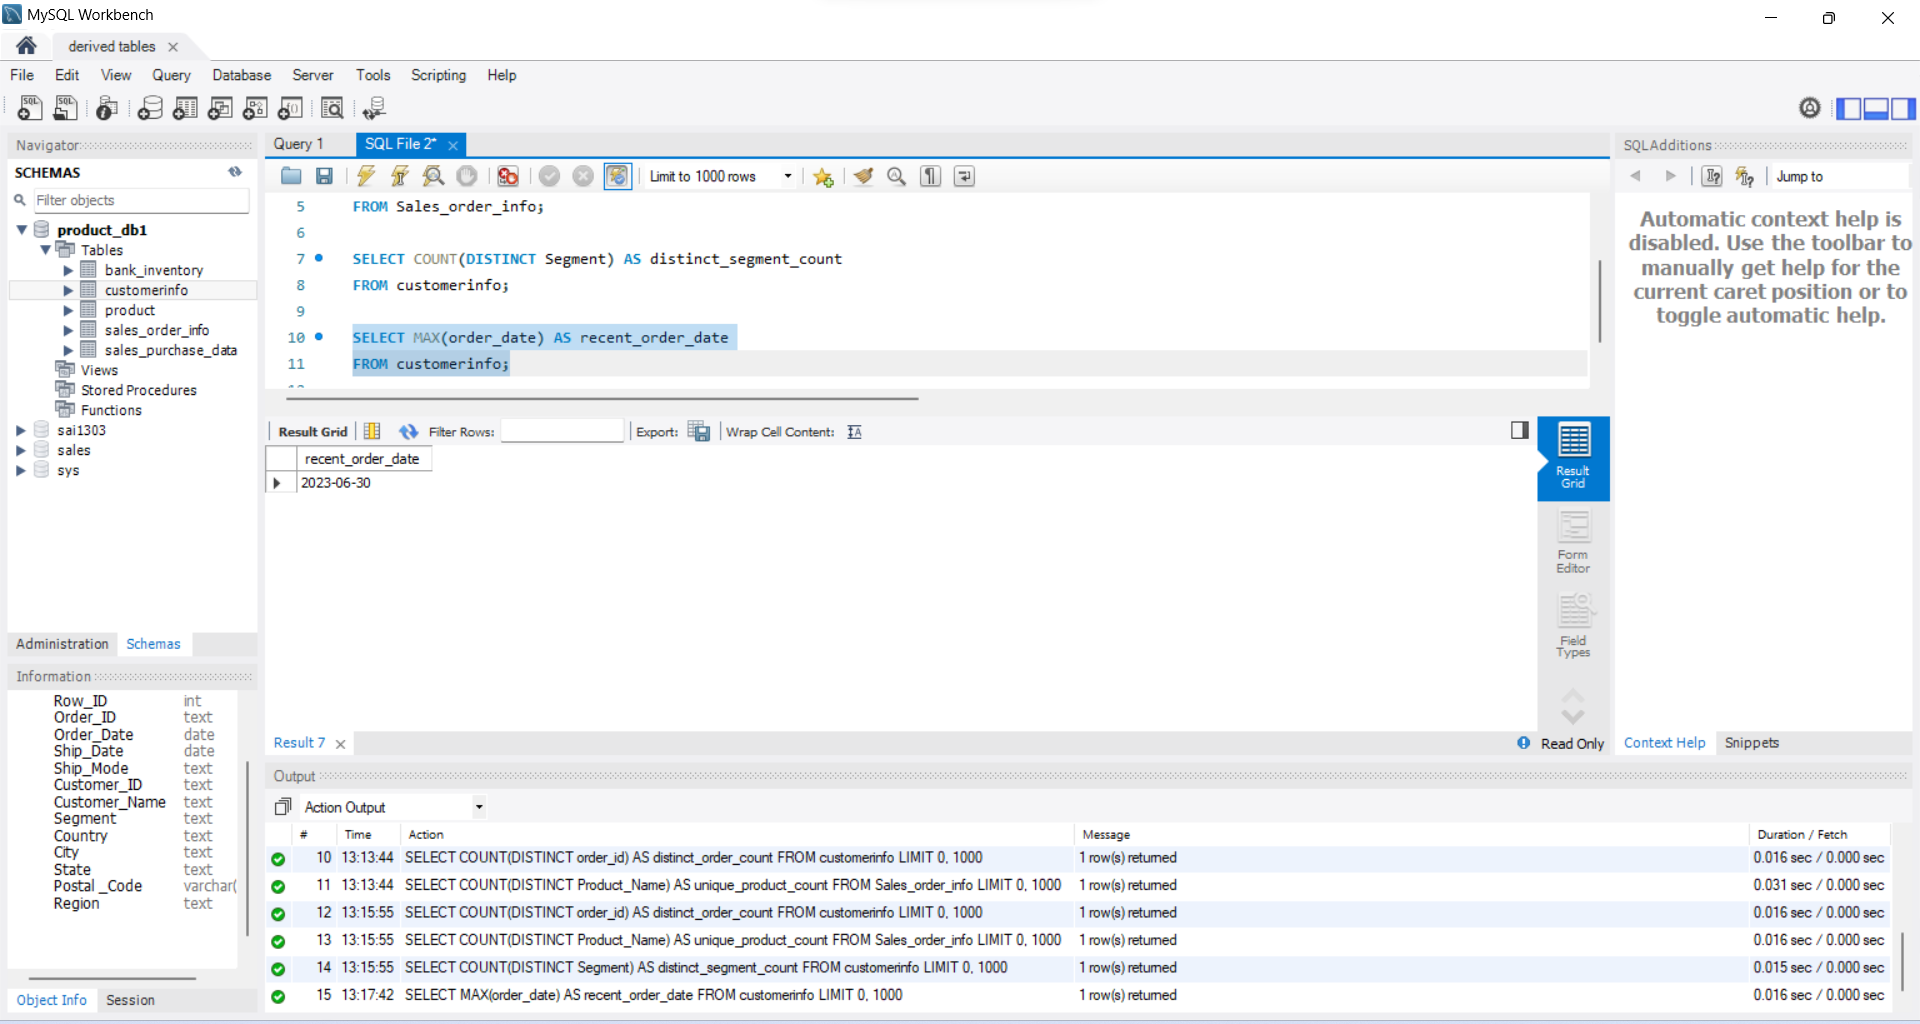 MySQL Workbench
derived tables
File Edit View Query Database Server Tools Scripting Help
Navigator
SCHEMAS
Filter objects
product_db1
Tables
bank_inventory
customerinfo
product
sales_order_info
sales_purchase_data
Views
Stored Procedures
Functions
sai1303
sales
sys
Administration Schemas
Information
Row_ID int
Order_ID text
Order_Date date
Ship_Date date
Ship_Mode text
Customer_ID text
Customer_Name text
Segment text
Country text
City text
State text
Postal _Code varchar(
Region text
Object Info Session
Query 1 SQL File 2*
Limit to 1000 rows
5 FROM Sales_order_info;
6
7 SELECT COUNT(DISTINCT Segment) AS distinct_segment_count
8 FROM customerinfo;
9
10 SELECT MAX(order_date) AS recent_order_date
11 FROM customerinfo;
Result Grid Filter Rows: Export: Wrap Cell Content:
recent_order_date
2023-06-30
Result
Grid
Form
Editor
Field
Types
Result 7 Read Only
SQLAdditions
Jump to
Automatic context help is
disabled. Use the toolbar to
manually get help for the
current caret position or to
toggle automatic help.
Context Help Snippets
Output
Action Output
# Time Action Message Duration / Fetch
10 13:13:44 SELECT COUNT(DISTINCT order_id) AS distinct_order_count FROM customerinfo LIMIT 0, 1000 1 row(s) returned 0.016 sec / 0.000 sec
11 13:13:44 SELECT COUNT(DISTINCT Product_Name) AS unique_product_count FROM Sales_order_info LIMIT 0, 1000 1 row(s) returned 0.031 sec / 0.000 sec
12 13:15:55 SELECT COUNT(DISTINCT order_id) AS distinct_order_count FROM customerinfo LIMIT 0, 1000 1 row(s) returned 0.016 sec / 0.000 sec
13 13:15:55 SELECT COUNT(DISTINCT Product_Name) AS unique_product_count FROM Sales_order_info LIMIT 0, 1000 1 row(s) returned 0.016 sec / 0.000 sec
14 13:15:55 SELECT COUNT(DISTINCT Segment) AS distinct_segment_count FROM customerinfo LIMIT 0, 1000 1 row(s) returned 0.015 sec / 0.000 sec
15 13:17:42 SELECT MAX(order_date) AS recent_order_date FROM customerinfo LIMIT 0, 1000 1 row(s) returned 0.016 sec / 0.000 sec